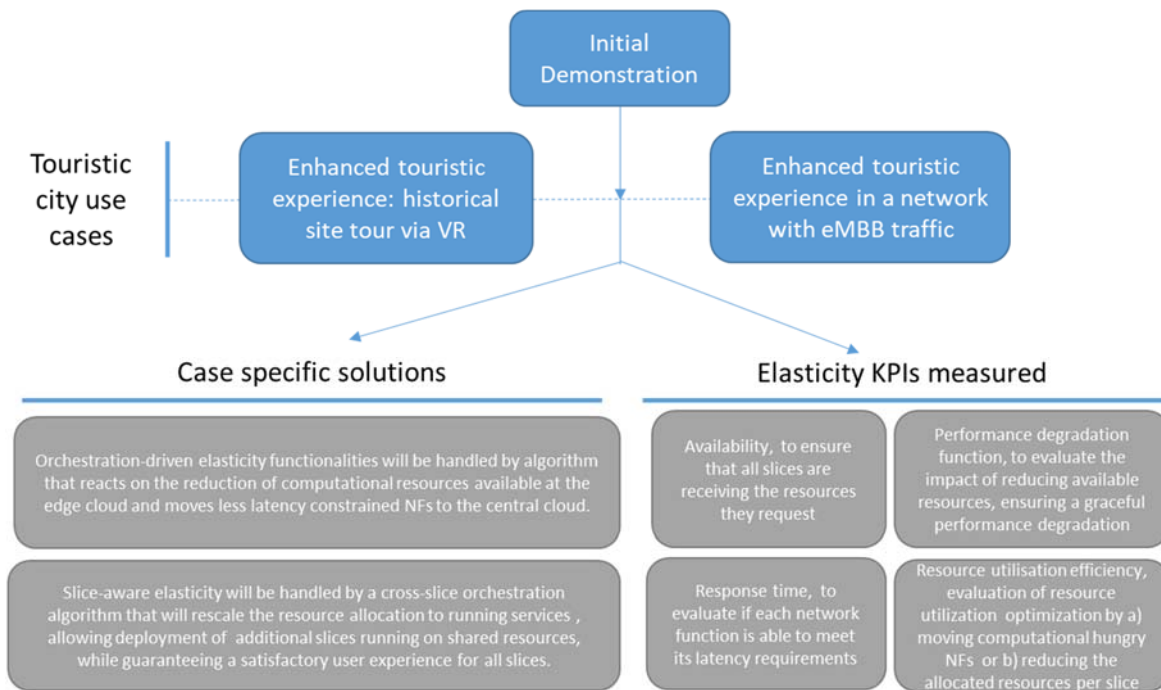 Initial
Demonstration
Touristic
city use
cases
Enhanced touristic
experience: historical
site tour via VR
Enhanced touristic
experience in a network
with eMBB traffic
Case specific solutions
Orchestration-driven elasticity functionalities will be handled by algorithm
that reacts on the reduction of computational resources available at the
edge cloud and moves less latency constrained NFs to the central cloud.
Slice-aware elasticity will be handled by a cross-slice orchestration
algorithm that will rescale the resource allocation to running services ,
allowing deployment of additional slices running on shared resources,
while guaranteeing a satisfactory user experience for all slices.
Elasticity KPIs measured
Availability, to ensure
that all slices are
receiving the resources
they request
Performance degradation
function, to evaluate the
impact of reducing available
resources, ensuring a graceful
performance degradation
Response time, to
evaluate if each network
function is able to meet
its latency requirements
Resource utilisation efficiency,
evaluation of resource
utilization optimization by a)
moving computational hungry
NFs or b) reducing the
allocated resources per slice